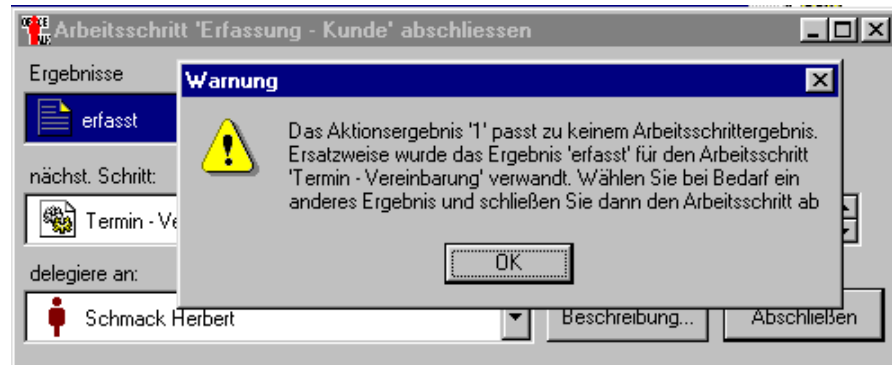 Arbeitsschritt 'Erfassung - Kunde' abschliessen
Ergebnisse
erfasst
Warnung
Das Aktionsergebnis '1' passt zu keinem Arbeitsschrittergebnis.
Ersatzweise wurde das Ergebnis 'erfasst' für den Arbeitsschritt
'Termin - Vereinbarung' verwandt. Wählen Sie bei Bedarf ein
anderes Ergebnis und schließen Sie dann den Arbeitsschritt ab
OK
nächst. Schritt:
Termin - Ve
delegiere an:
Schmack Herbert
Beschreibung...
Abschließen